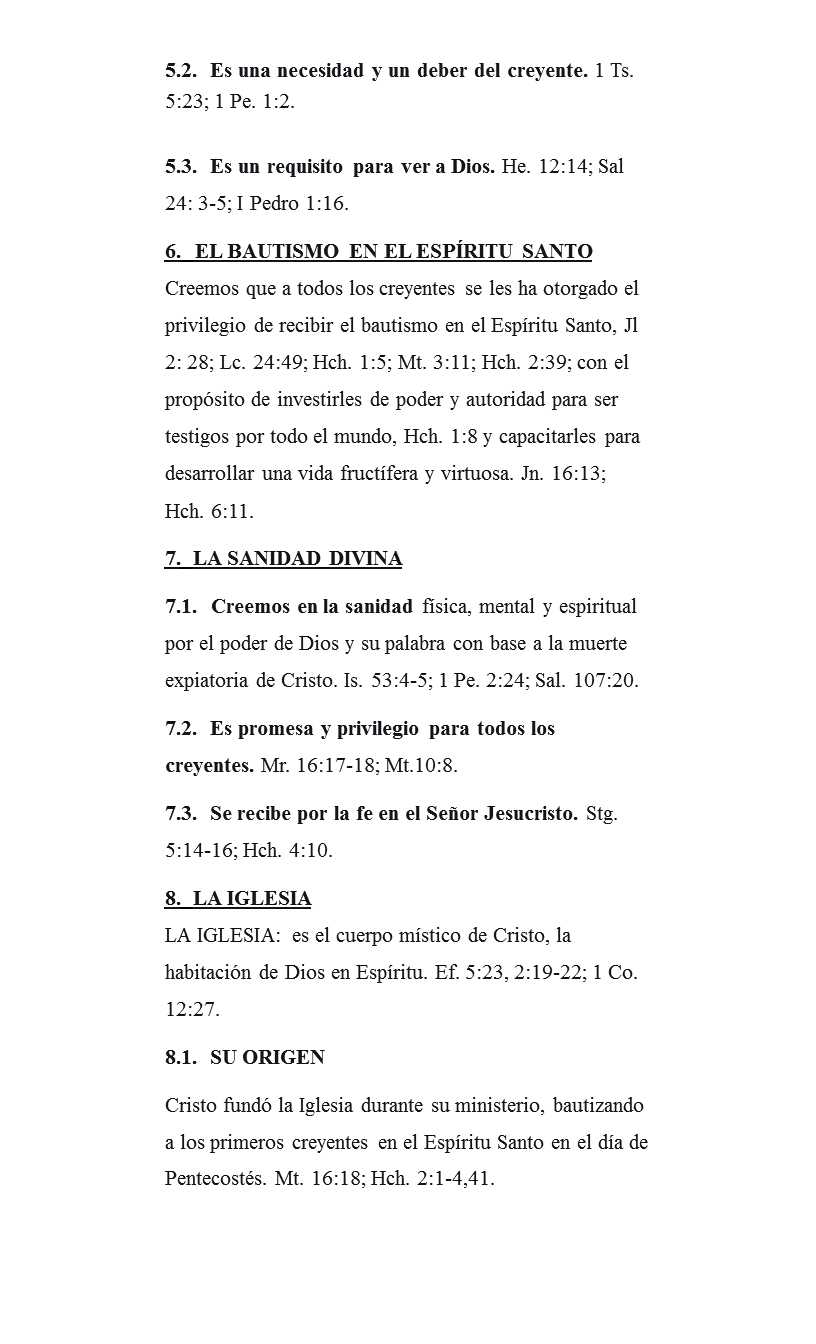 5.2. Es una necesidad y un deber del creyente. 1 Ts.
5:23; 1 Pe. 1:2.
5.3. Es un requisito para ver a Dios. He. 12:14; Sal
24: 3-5; I Pedro 1:16.
6. EL BAUTISMO EN EL ESPÍRITU SANTO
Creemos que a todos los creyentes se les ha otorgado el
privilegio de recibir el bautismo en el Espíritu Santo, Jl
2: 28; Lc. 24:49; Hch. 1:5; Mt. 3:11; Hch. 2:39; con el
propósito de investirles de poder y autoridad para ser
testigos por todo el mundo, Hch. 1:8 y capacitarles para
desarrollar una vida fructífera y virtuosa. Jn. 16:13;
Hch. 6:11.
7. LA SANIDAD DIVINA
7.1. Creemos en la sanidad física, mental y espiritual
por el poder de Dios y su palabra con base a la muerte
expiatoria de Cristo. Is. 53:4-5; 1 Pe. 2:24; Sal. 107:20.
7.2. Es promesa y privilegio para todos los
creyentes. Mr. 16:17-18; Mt.10:8.
7.3. Se recibe por la fe en el Señor Jesucristo. Stg.
5:14-16; Hch. 4:10.
8. LA IGLESIA
LA IGLESIA: es el cuerpo místico de Cristo, la
habitación de Dios en Espíritu. Ef. 5:23, 2:19-22; 1 Co.
12:27.
8.1. SU ORIGEN
Cristo fundó la Iglesia durante su ministerio, bautizando
a los primeros creyentes en el Espíritu Santo en el día de
Pentecostés. Mt. 16:18; Hch. 2:1-4,41.